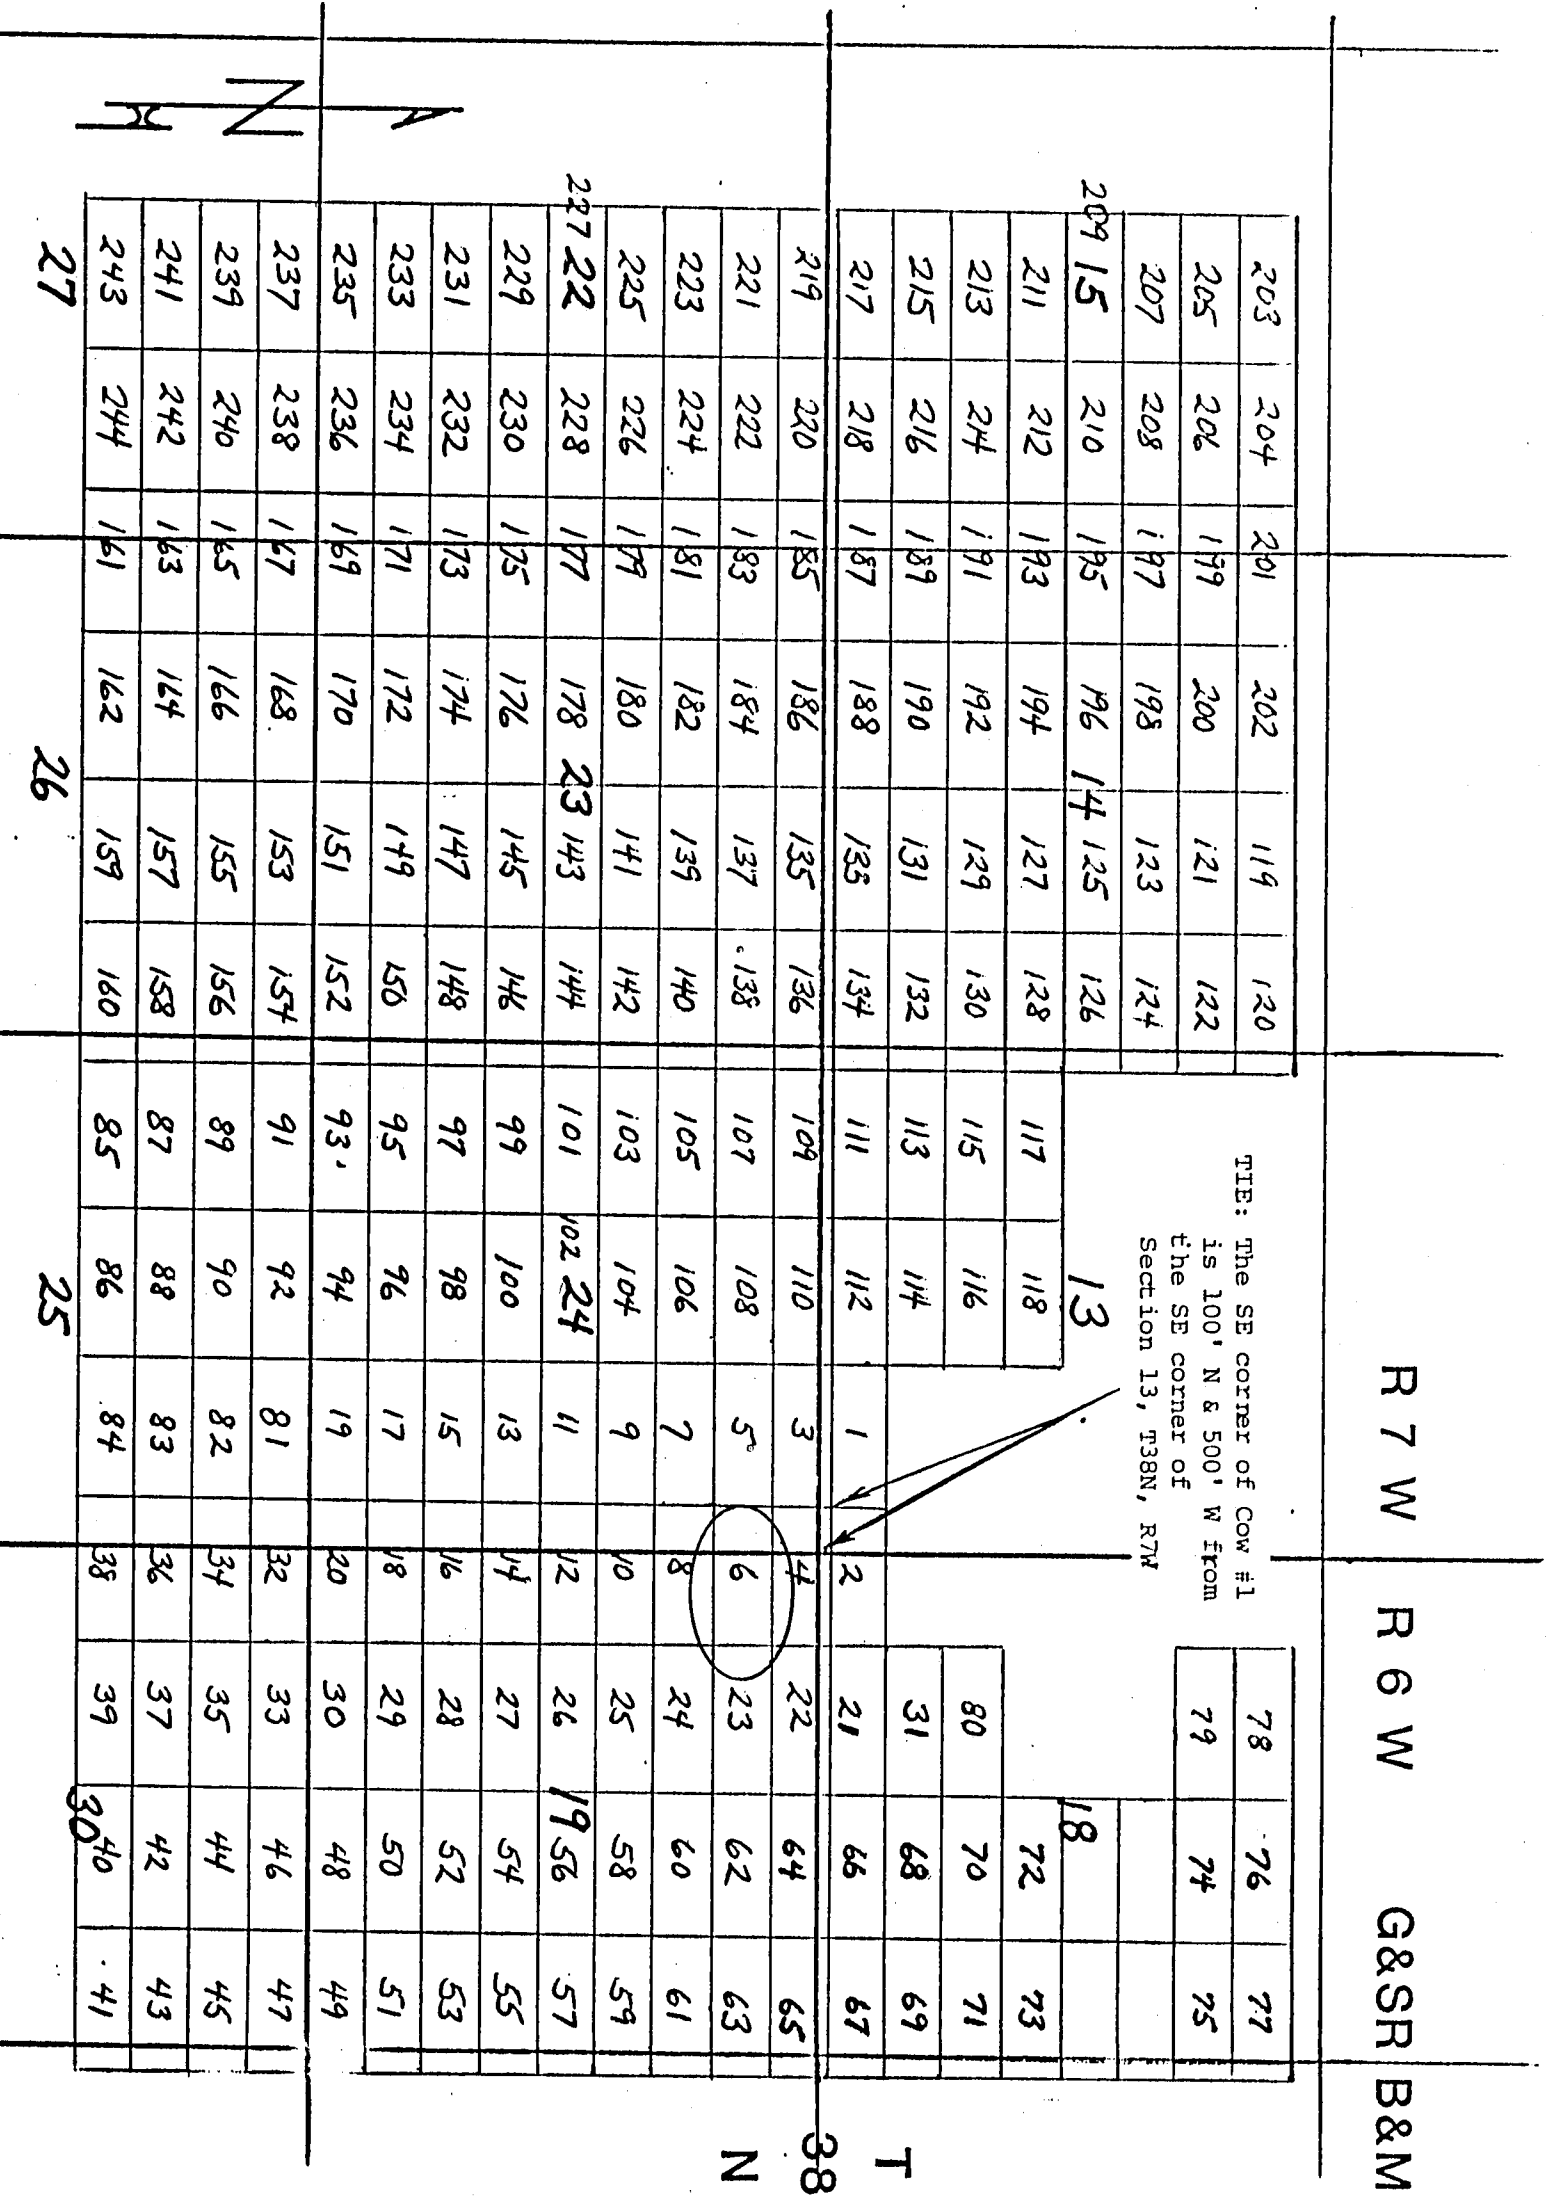 R 7 W R 6 W G&SR B&M
TIE: The SE corner of Cow #1
is 100' N & 500' W from
the SE corner of
Section 13, T38N, R7W
203 204 201 202 119 120 78 76 77
205 206 199 200 121 122 79 74 75
207 208 197 198 123 124
209 15 210 195 196 14 125 126 13 18
211 212 193 194 127 128 117 118 72 73
213 214 191 192 129 130 115 116 80 70 71
215 216 189 190 131 132 113 114 31 68 69
217 218 187 188 133 134 111 112 1 2 21 66 67
219 220 185 186 135 136 109 110 3 4 22 64 65
221 222 183 184 137 138 107 108 5 6 23 62 63
223 224 181 182 139 140 105 106 7 8 24 60 61
225 226 179 180 141 142 103 104 9 10 25 58 59
227 22 228 177 178 23 143 144 101 102 24 11 12 26 19 56 57
229 230 175 176 145 146 99 100 13 14 27 54 55
231 232 173 174 147 148 97 98 15 16 28 52 53
233 234 171 172 149 150 95 96 17 18 29 50 51
235 236 169 170 151 152 93 94 19 20 30 48 49
237 238 167 168 153 154 91 92 81 32 33 46 47
239 240 165 166 155 156 89 90 82 34 35 44 45
241 242 163 164 157 158 87 88 83 36 37 42 43
243 244 161 162 159 160 85 86 84 38 39 30 40 41
27 26 25
T
38
N
N